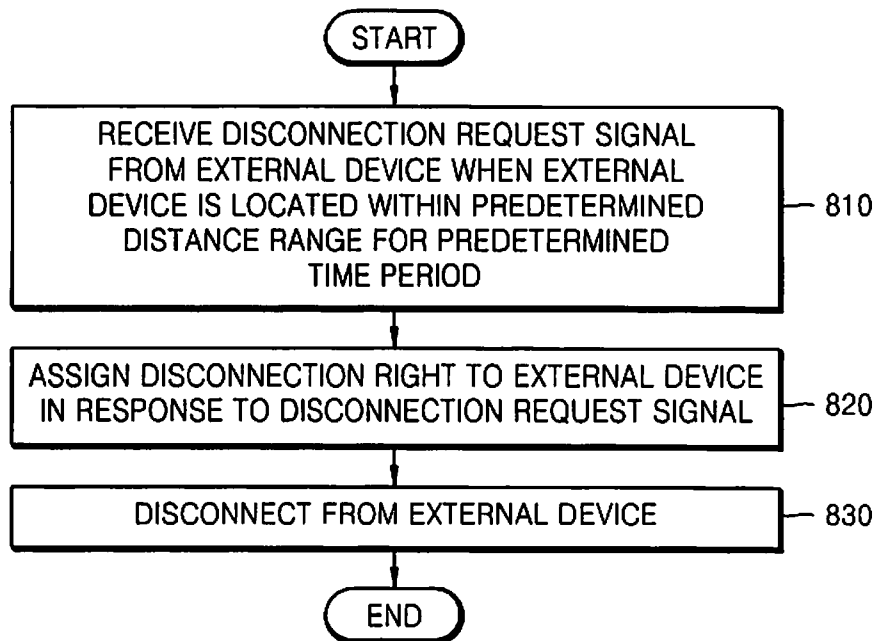 START
RECEIVE DISCONNECTION REQUEST SIGNAL
FROM EXTERNAL DEVICE WHEN EXTERNAL
DEVICE IS LOCATED WITHIN PREDETERMINED
DISTANCE RANGE FOR PREDETERMINED
TIME PERIOD
810
ASSIGN DISCONNECTION RIGHT TO EXTERNAL DEVICE
IN RESPONSE TO DISCONNECTION REQUEST SIGNAL
820
DISCONNECT FROM EXTERNAL DEVICE
830
END